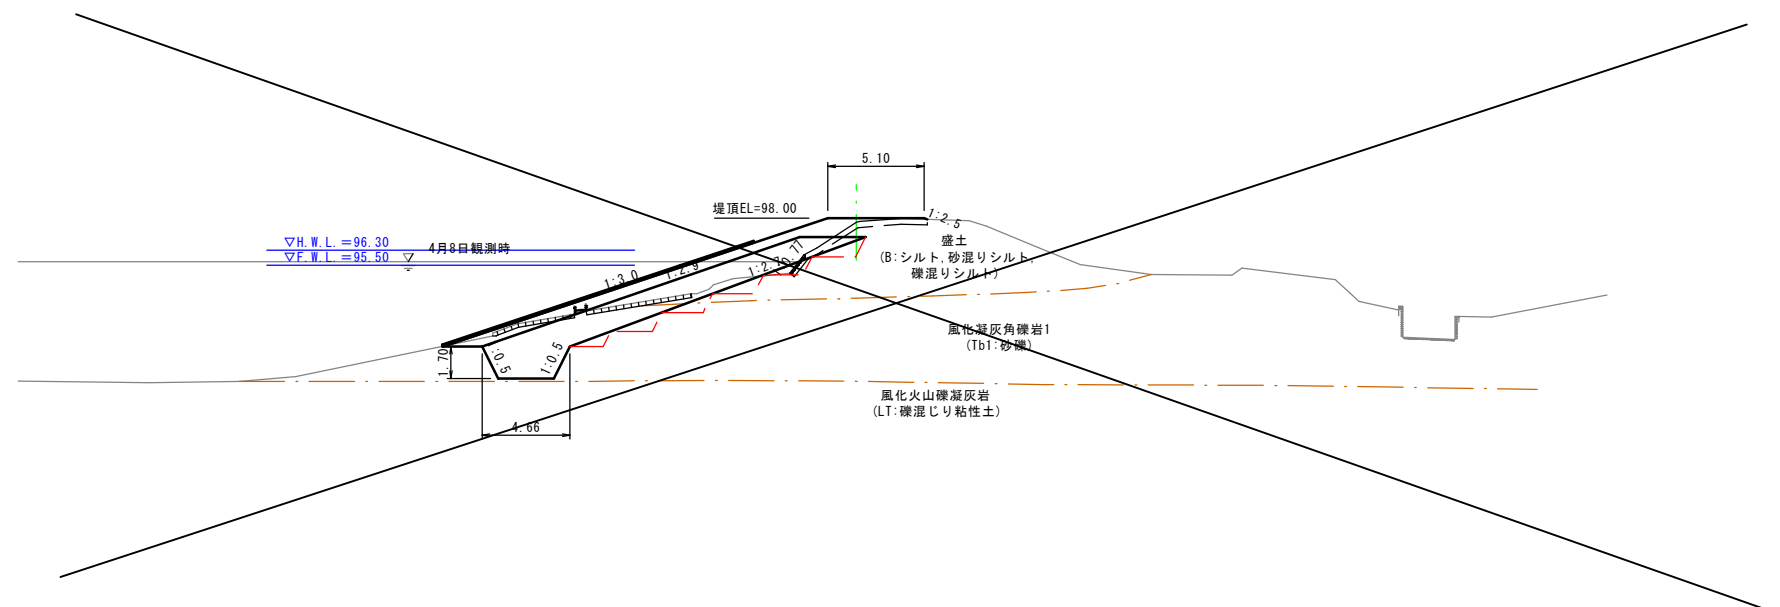 5.10
堤頂EL=98.00
1:2.5
▽H.W.L.=96.30
4月8日観測時
▽F.W.L.=95.50
盛土
(B:シルト,砂混りシルト,
礫混りシルト)
1:3.0
1:2.9
1:2.7
0.77
風化凝灰角礫岩1
(Tb1:砂礫)
1.70
1:0.5
1:0.5
風化火山礫凝灰岩
(LT:礫混じり粘性土)
4.66